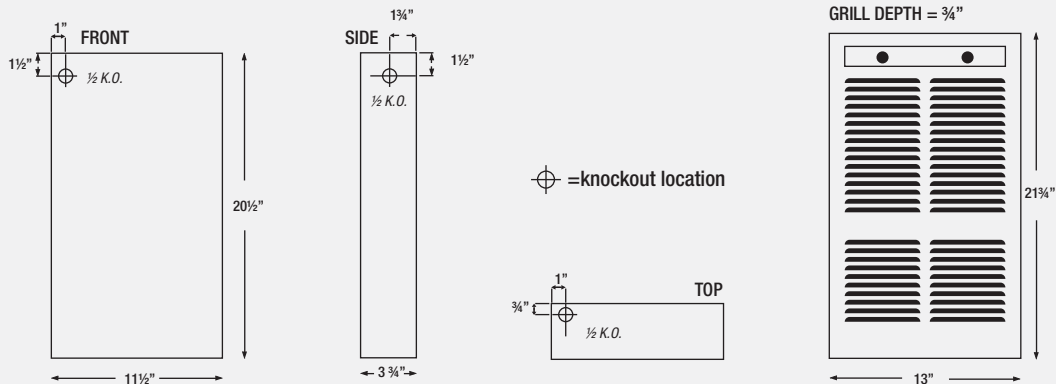 1"
FRONT
1½"
½ K.O.
20½"
11½"
1¾"
SIDE
1½"
½ K.O.
3 ¾"
=knockout location
1"
TOP
¾"
½ K.O.
GRILL DEPTH = ¾"
21¾"
13"